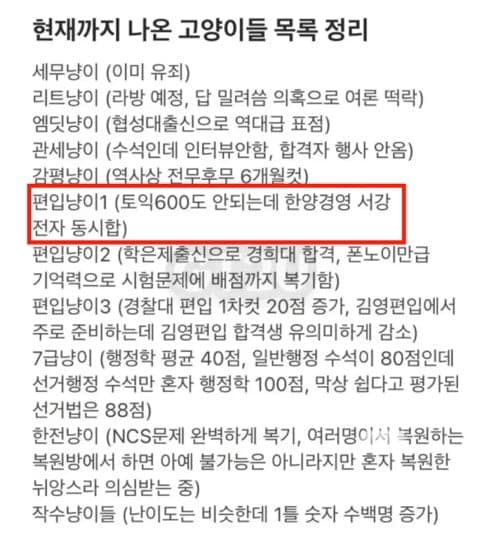 현재까지 나온 고양이들 목록 정리
세무냥이 (이미 유죄)
리트냥이 (라방 예정, 답 밀려씀 의혹으로 여론 떡락)
엠딧냥이 (협성대출신으로 역대급 표점)
관세냥이 (수석인데 인터뷰안함, 합격자 행사 안옴)
감평냥이 (역사상 전무후무 6개월컷)
편입냥이1 (토익600도 안되는데 한양경영 서강
전자 동시합)
편입냥이2 (학은제출신으로 경희대 합격, 폰노이만급
기억력으로 시험문제에 배점까지 복기함)
편입냥이3 (경찰대 편입 1차컷 20점 증가, 김영편입에서
주로 준비하는데 김영편입 합격생 유의미하게 감소)
7급냥이 (행정학 평균 40점, 일반행정 수석이 80점인데
선거행정 수석만 혼자 행정학 100점, 막상 쉽다고 평가된
선거법은 88점)
한전냥이 (NCS문제 완벽하게 복기, 여러명이서 복원하는
복원방에서 하면 아예 불가능은 아니라지만 혼자 복원한
뉘앙스라 의심받는 중)
작수냥이들 (난이도는 비슷한데 1틀 숫자 수백명 증가)